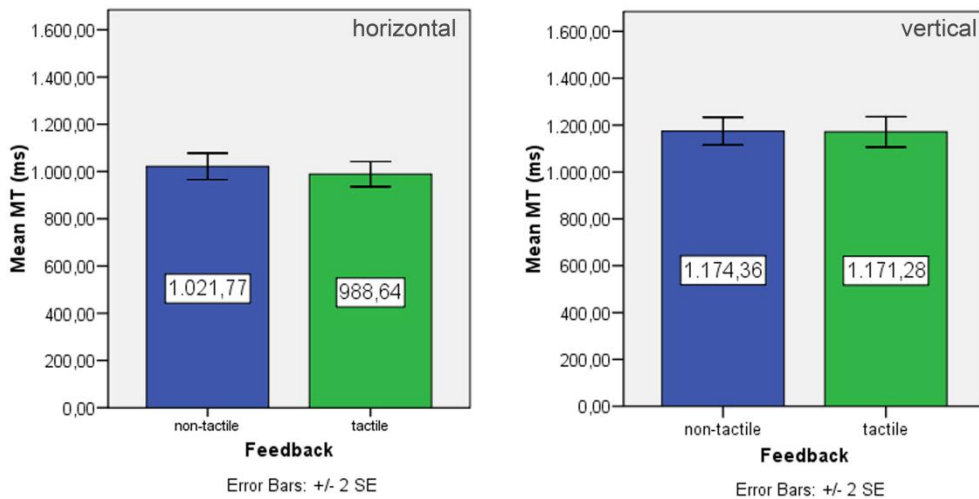 horizontal
1.600,00
1.400,00
1.200,00
1.000,00
800,00
600,00
400,00
200,00
0,00
Mean MT (ms)
1.021,77
988,64
non-tactile
tactile
Feedback
Error Bars: +/- 2 SE
vertical
1.600,00
1.400,00
1.200,00
1.000,00
800,00
600,00
400,00
200,00
0,00
Mean MT (ms)
1.174,36
1.171,28
non-tactile
tactile
Feedback
Error Bars: +/- 2 SE